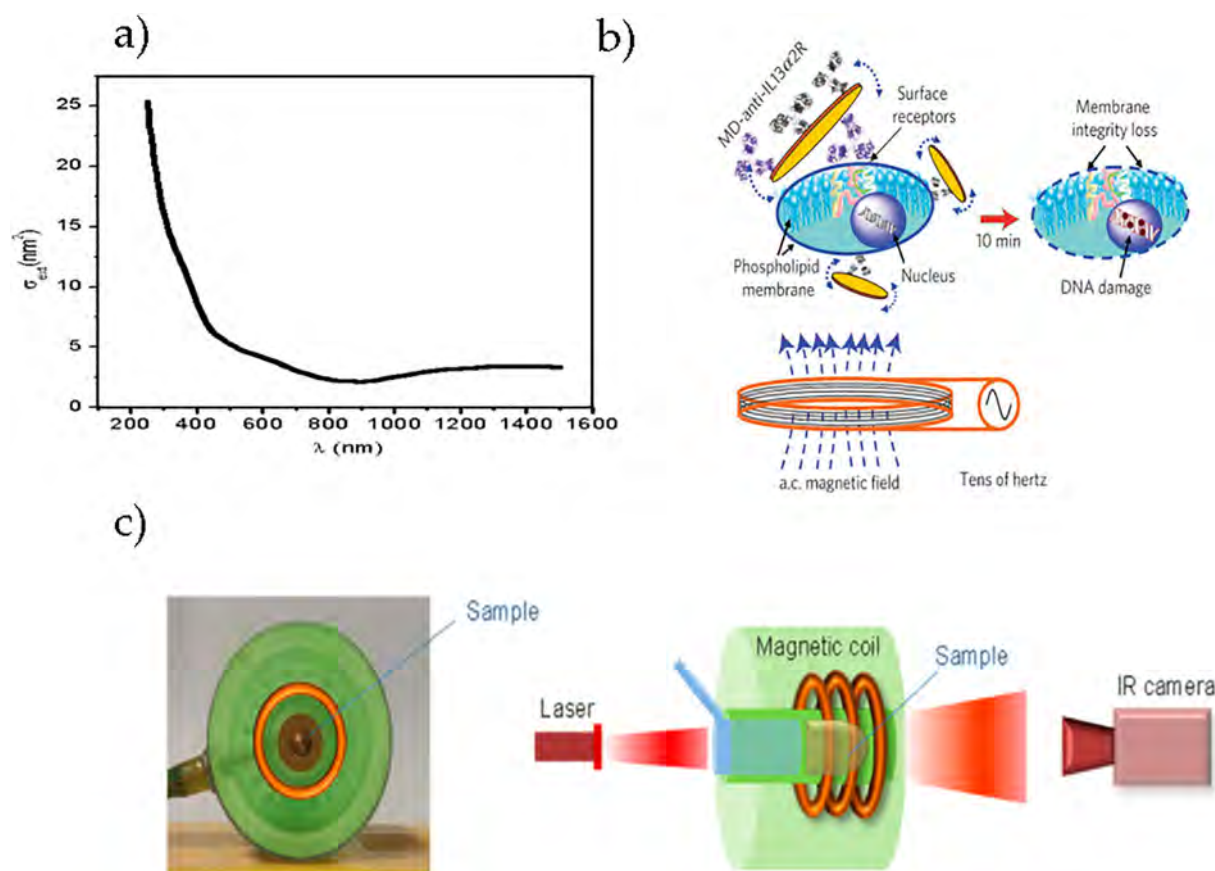 a)
25
20
15
10
5
0
σ_ed(nm²)
200 400 600 800 1000 1200 1400 1600
λ (nm)
b)
MD-anti-IL13α2R
Surface
receptors
Membrane
integrity loss
10 min
Phospholipid
membrane
Nucleus
DNA damage
a.c. magnetic field
Tens of hertz
c)
Sample
Magnetic coil
Sample
Laser
IR camera